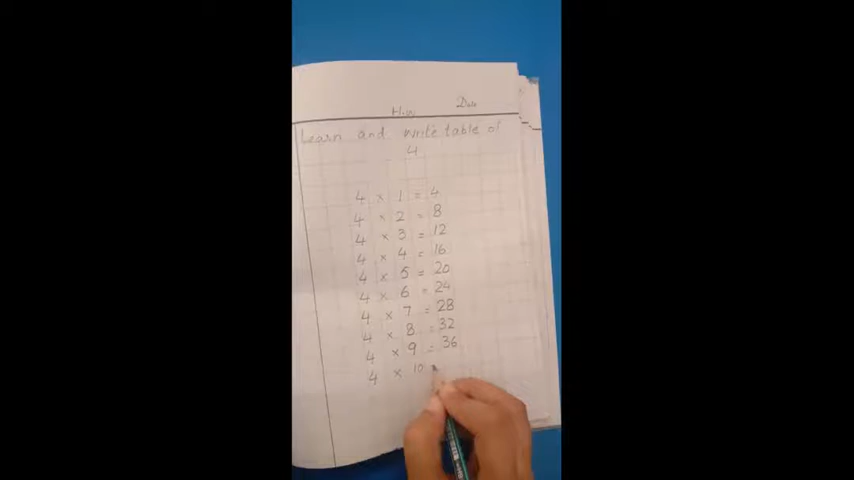 H.W
Learn and write table of
4
4 × 1 = 4
4 × 2 = 8
4 × 3 = 12
4 × 4 = 16
4 × 5 = 20
4 × 6 = 24
4 × 7 = 28
4 × 8 = 32
4 × 9 = 36
4 × 10